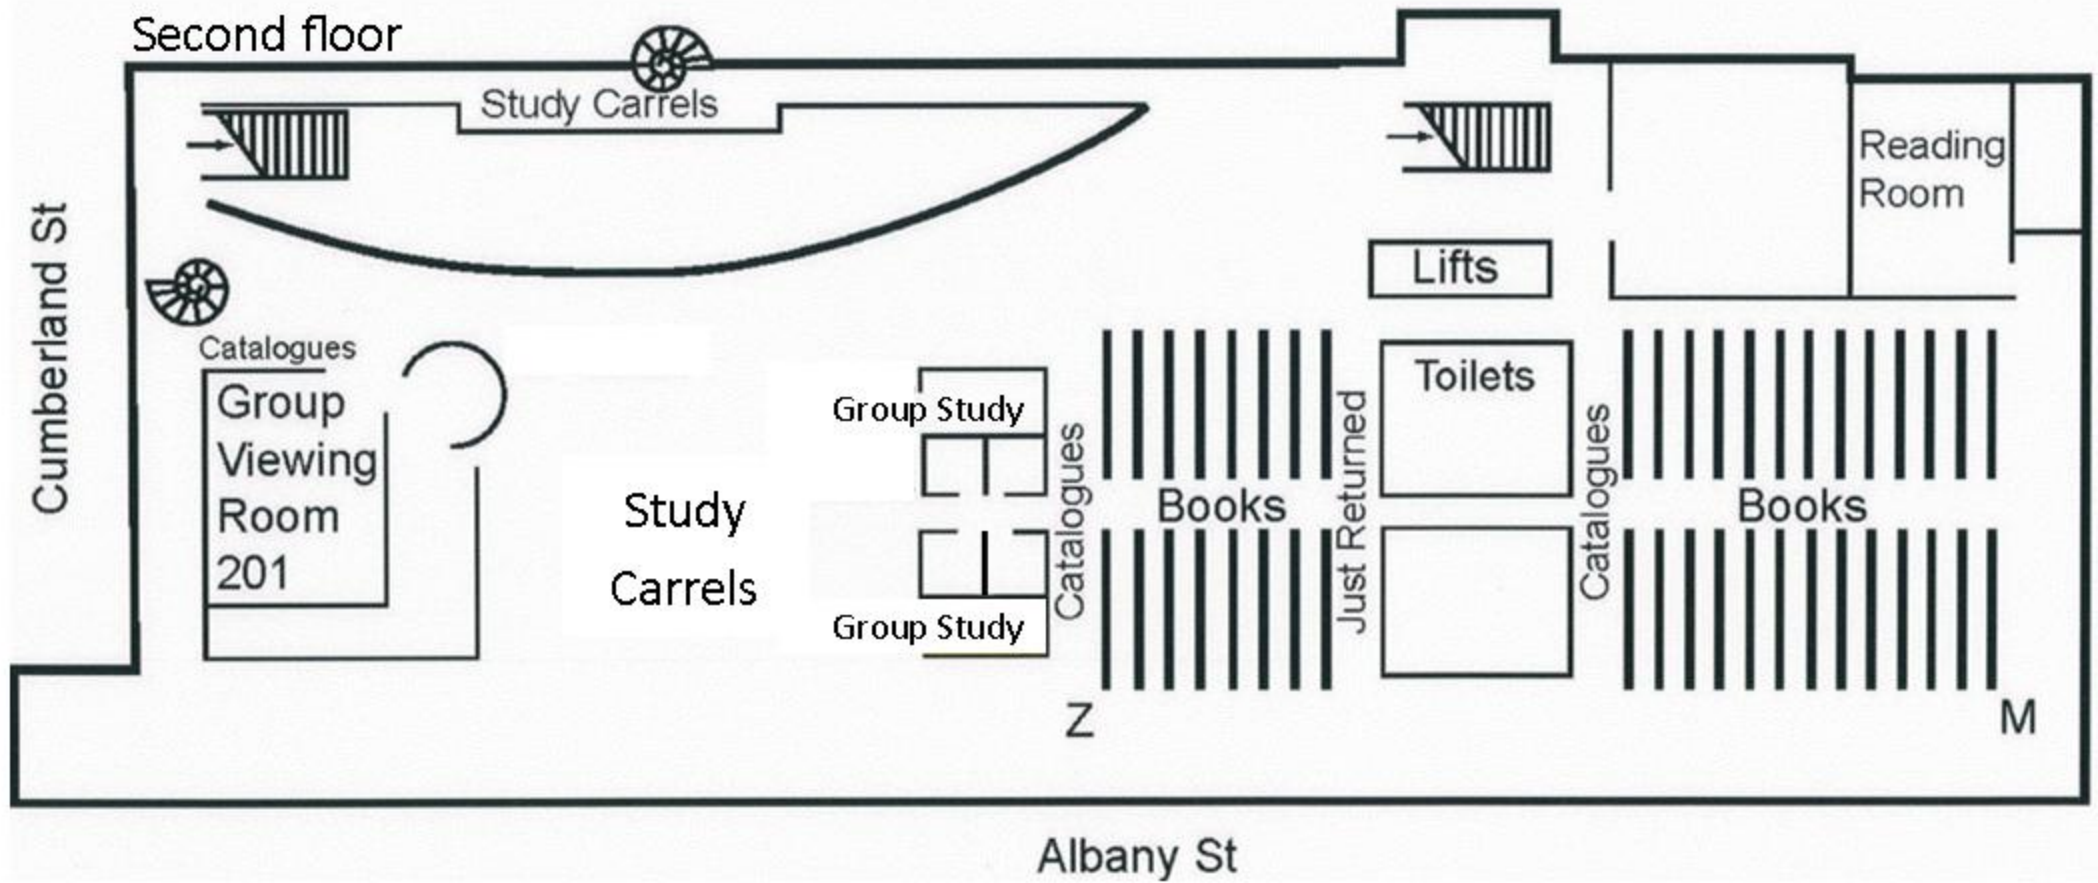 Second floor
Study Carrels
Reading
Room
Cumberland St
Lifts
Catalogues
Group
Viewing
Room
201
Study
Carrels
Group Study
Group Study
Catalogues
Books
Just Returned
Toilets
Catalogues
Books
Z
M
Albany St